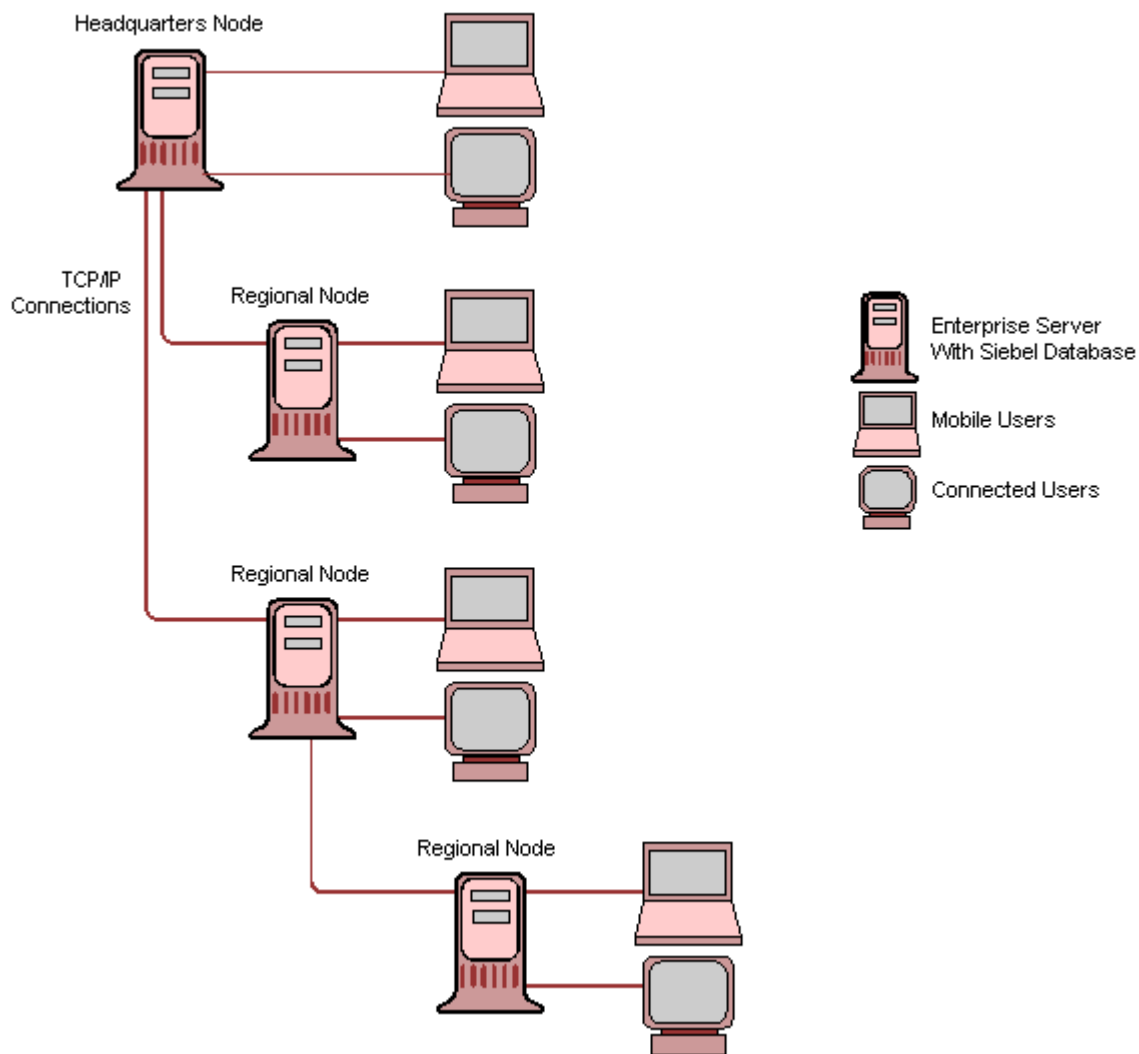 Headquarters Node
TCP/IP
Connections
Regional Node
Enterprise Server
With Siebel Database
Mobile Users
Connected Users
Regional Node
Regional Node